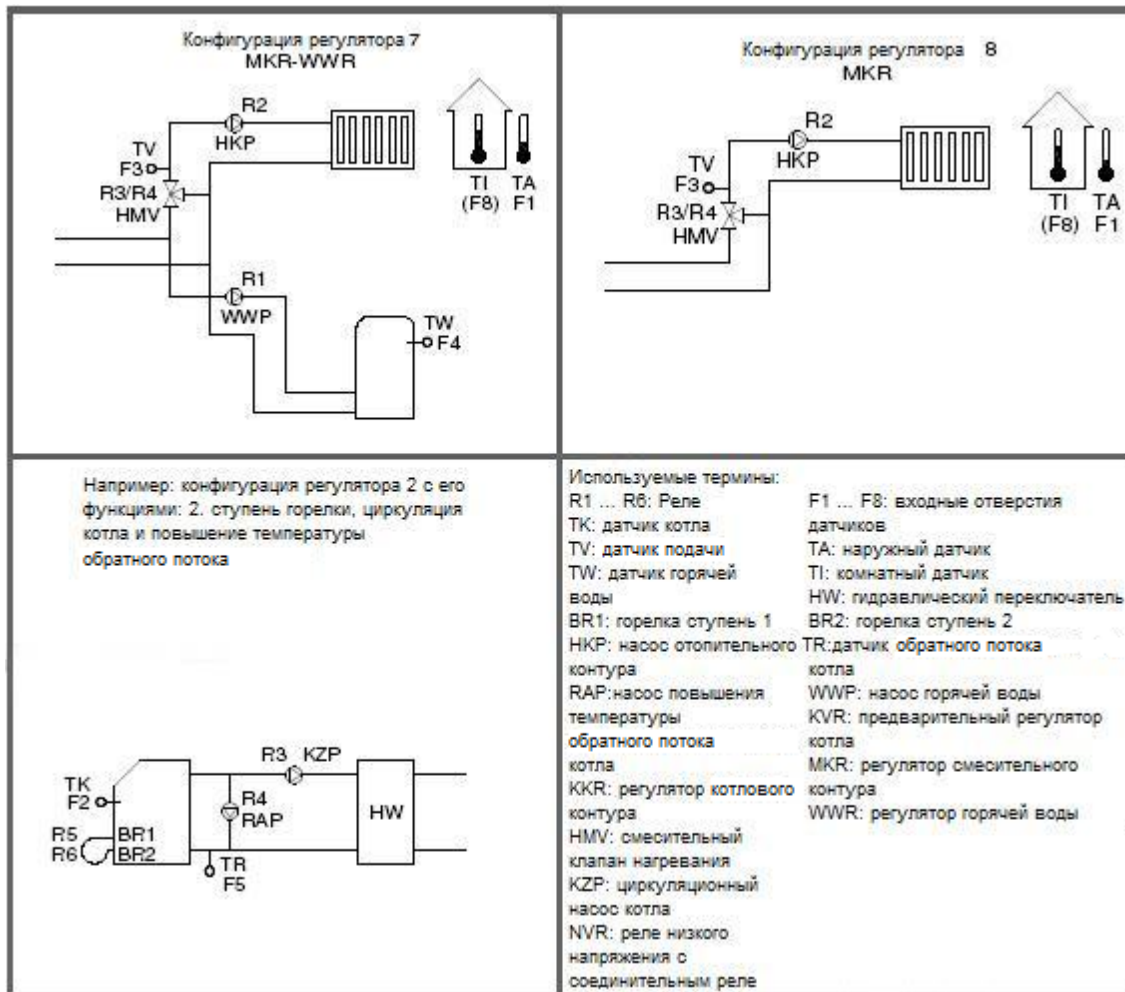 Конфигурация регулятора 7
MKR-WWR
R2
HKP
TV
F3
R3/R4
HMV
TI
(F8)
TA
F1
R1
WWP
TW
F4
Конфигурация регулятора 8
MKR
R2
HKP
TV
F3
R3/R4
HMV
TI
(F8)
TA
F1
Например: конфигурация регулятора 2 с его
функциями: 2. ступень горелки, циркуляция
котла и повышение температуры
обратного потока
R3 KZP
TK
F2
R4
RAP
HW
R5
R6
BR1
BR2
TR
F5
Используемые термины:
R1 ... R6: Реле
TK: датчик котла
TV: датчик подачи
TW: датчик горячей
воды
BR1: горелка ступень 1
HKP: насос отопительного
контура
RAP:насос повышения
температуры
обратного потока
котла
KKR: регулятор котлового
контура
HMV: смесительный
клапан нагревания
KZP: циркуляционный
насос котла
NVR: реле низкого
напряжения с
соединительным реле
F1 ... F8: входные отверстия
датчиков
TA: наружный датчик
TI: комнатный датчик
HW: гидравлический переключатель
BR2: горелка ступень 2
TR:датчик обратного потока
котла
WWP: насос горячей воды
KVR: предварительный регулятор
котла
MKR: регулятор смесительного
контура
WWR: регулятор горячей воды